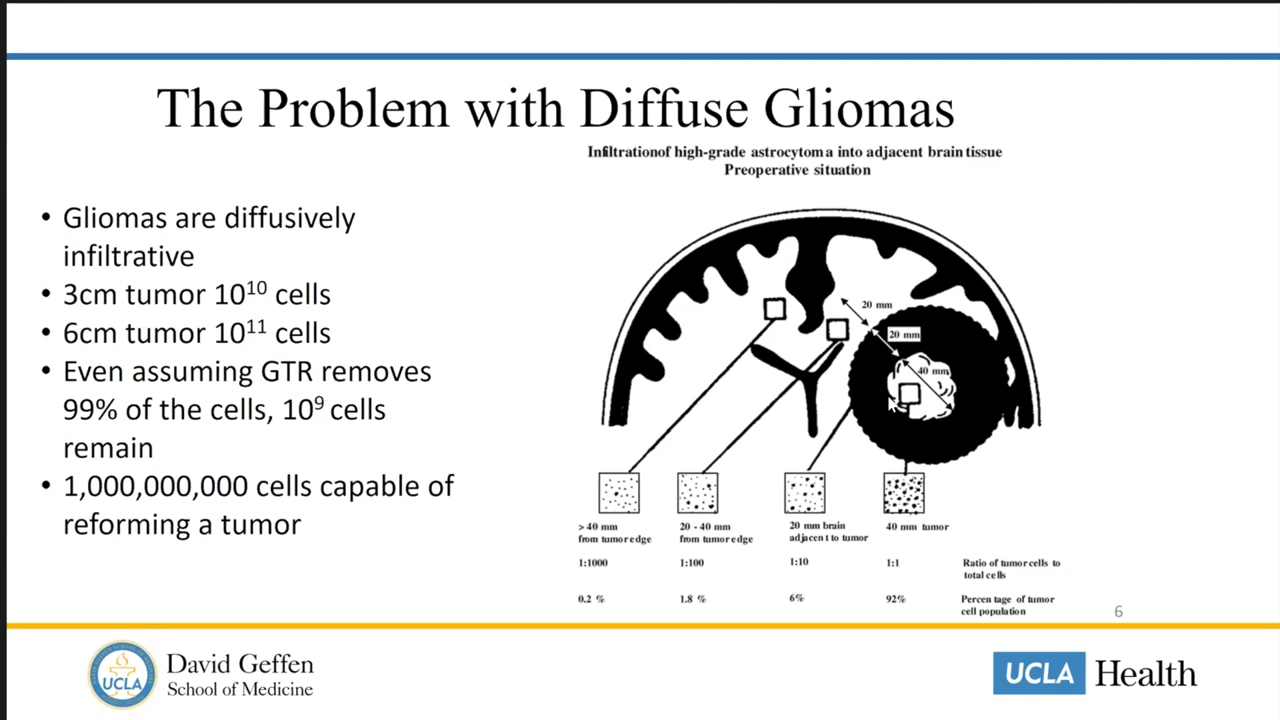 The Problem with Diffuse Gliomas
Infiltrationof high-grade astrocytoma into adjacent brain tissue
Preoperative situation
• Gliomas are diffusively
infiltrative
• 3cm tumor 10¹⁰ cells
• 6cm tumor 10¹¹ cells
• Even assuming GTR removes
99% of the cells, 10⁹ cells
remain
• 1,000,000,000 cells capable of
reforming a tumor
20 mm
20 mm
40 mm
> 40 mm
from tumor edge
20 - 40 mm
from tumor edge
20 mm brain
adjacent to tumor
40 mm tumor
1:1000
1:100
1:10
1:1
Ratio of tumor cells to
total cells
0.2 %
1.8 %
6%
92%
Percentage of tumor
cell population
6
UCLA
David Geffen
School of Medicine
UCLA Health